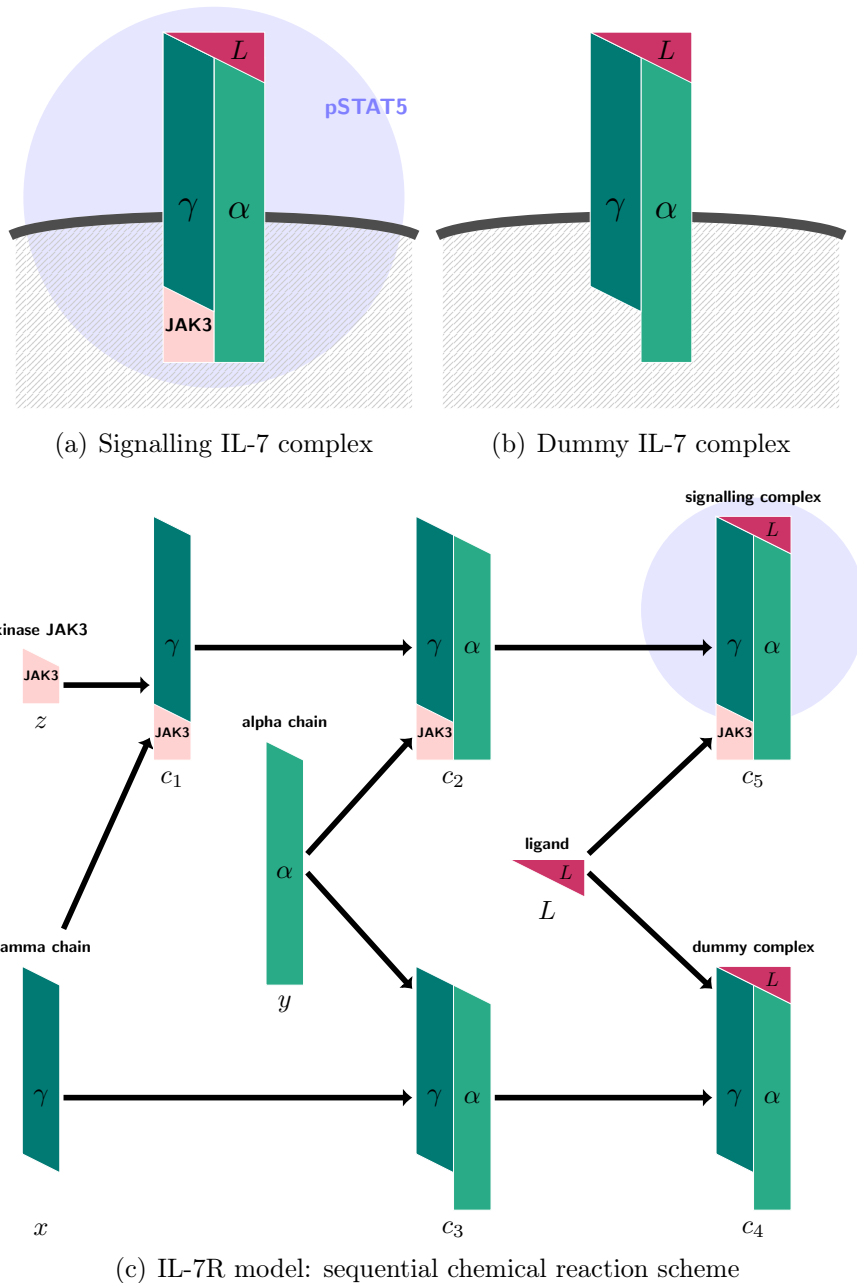 L
pSTAT5
γ
α
JAK3
(a) Signalling IL-7 complex
L
γ
α
(b) Dummy IL-7 complex
signalling complex
L
kinase JAK3
JAK3
z
γ
JAK3
c1
γ
α
JAK3
c2
γ
α
JAK3
c5
alpha chain
α
y
ligand
L
L
amma chain
γ
x
γ
α
c3
dummy complex
L
γ
α
c4
(c) IL-7R model: sequential chemical reaction scheme